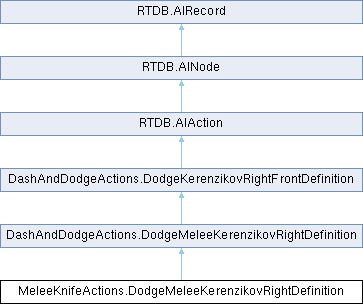 RTDB.AIRecord
RTDB.AINode
RTDB.AIAction
DashAndDodgeActions.DodgeKerenzikovRightFrontDefinition
DashAndDodgeActions.DodgeMeleeKerenzikovRightDefinition
MeleeKnifeActions.DodgeMeleeKerenzikovRightDefinition